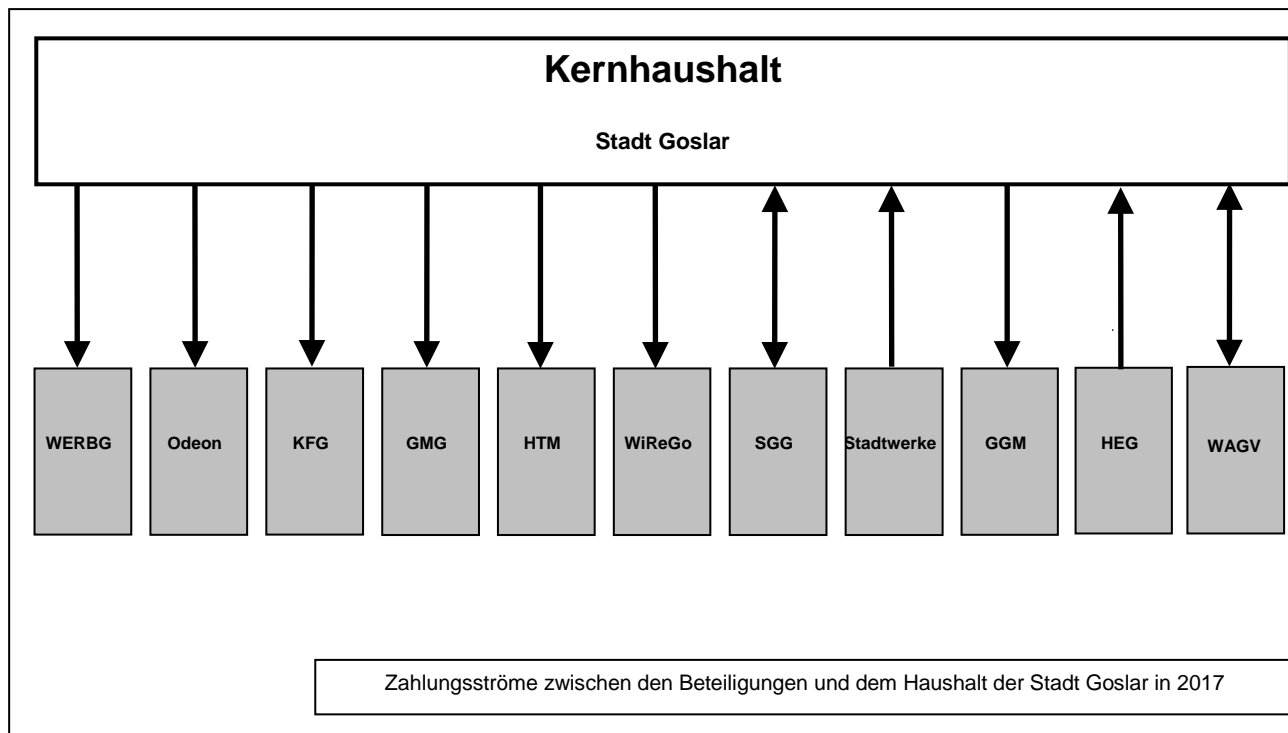 Kernhaushalt
Stadt Goslar
WERBG
Odeon
KFG
GMG
HTM
WiReGo
SGG
Stadtwerke
GGM
HEG
WAGV
Zahlungsströme zwischen den Beteiligungen und dem Haushalt der Stadt Goslar in 2017